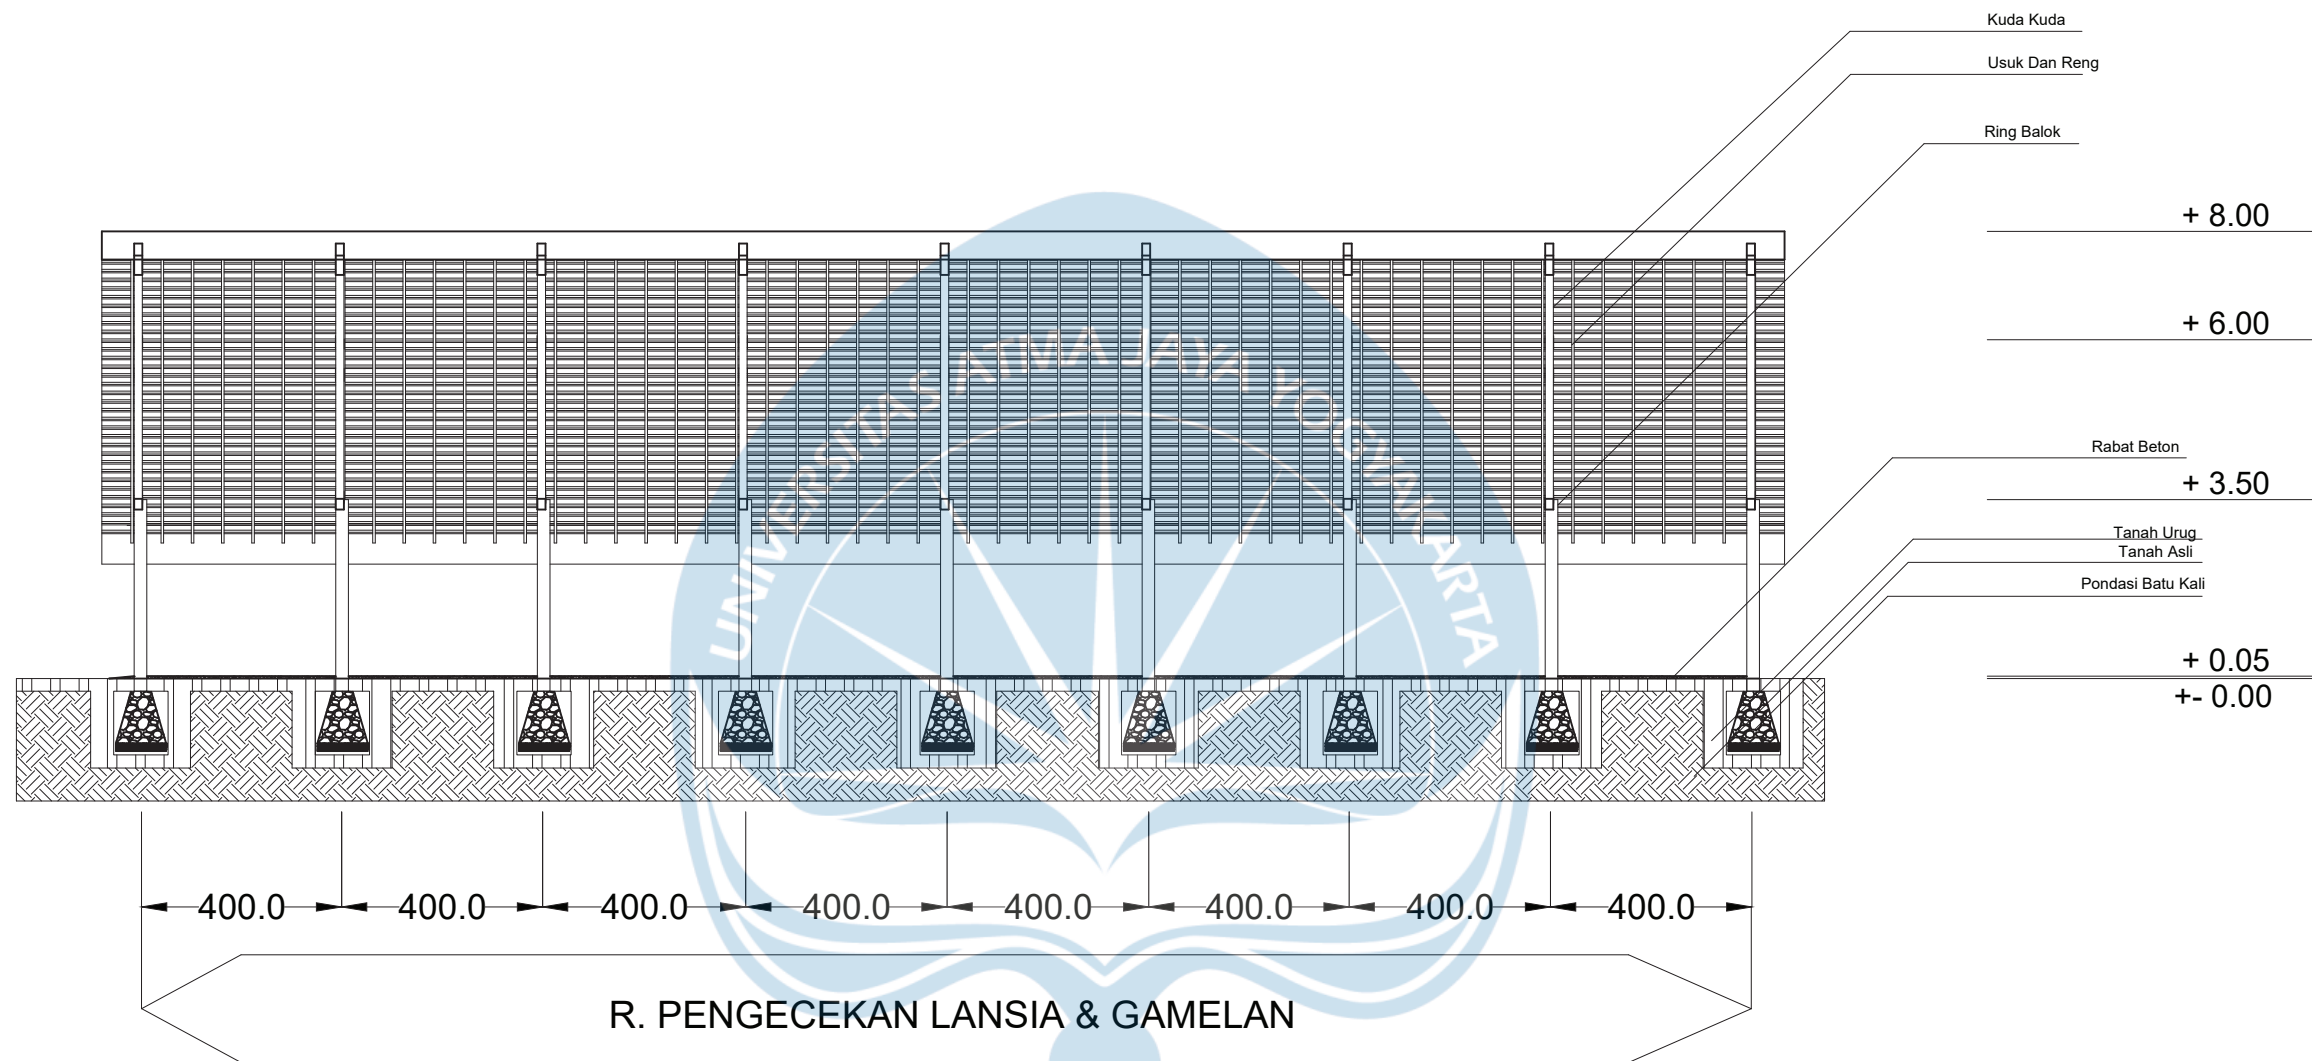 Kuda Kuda
Usuk Dan Reng
Ring Balok
+ 8.00
+ 6.00
UNIVERSITAS ATMA JAYA YOGYAKARTA
Rabat Beton
+ 3.50
Tanah Urug
Tanah Asli
Pondasi Batu Kali
+ 0.05
+- 0.00
400.0 400.0 400.0 400.0 400.0 400.0 400.0 400.0
R. PENGECEKAN LANSIA & GAMELAN